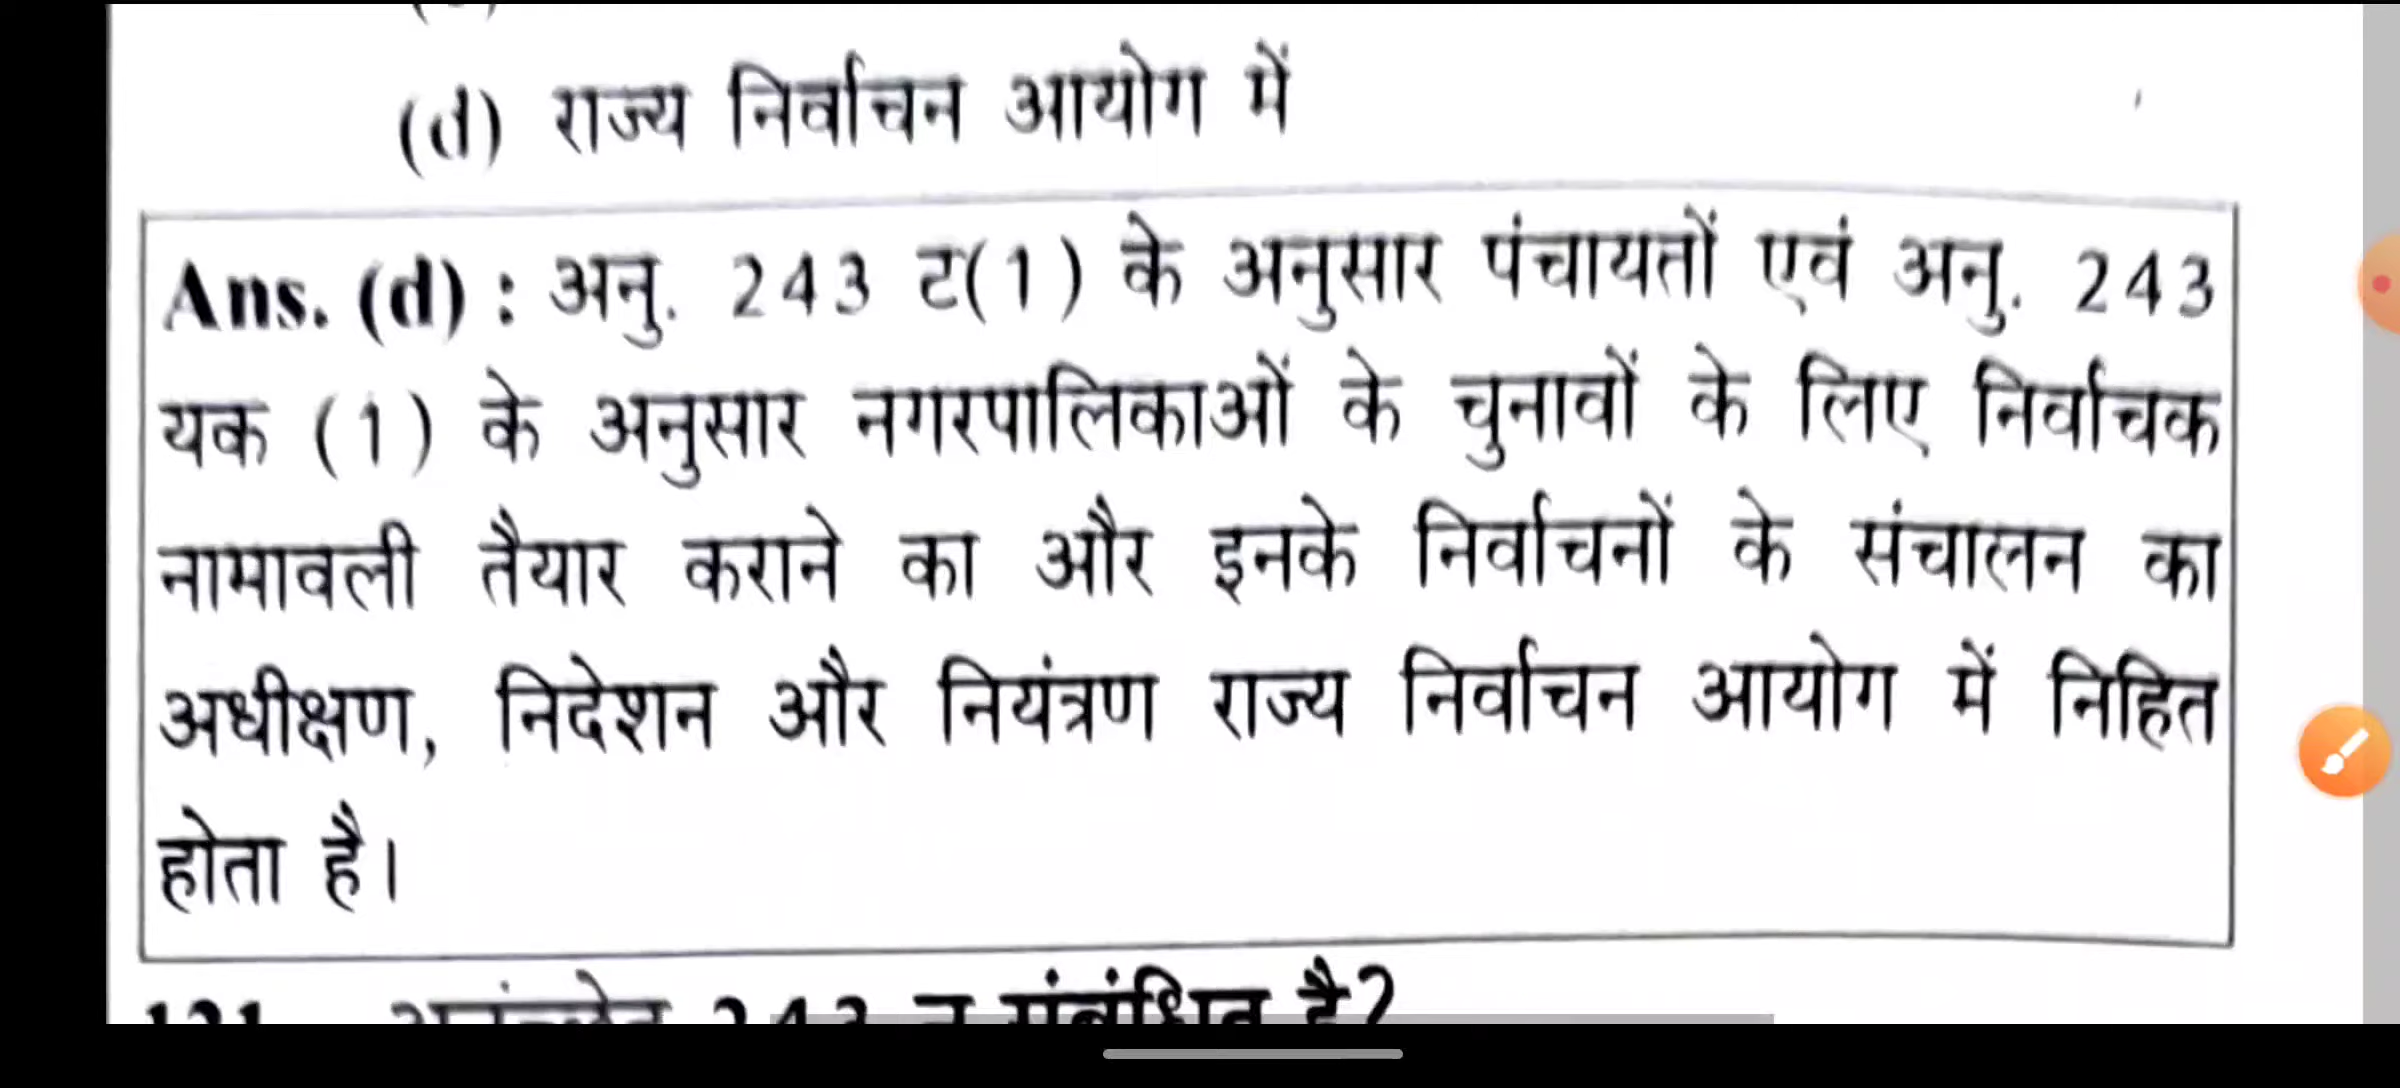 (d) राज्य निर्वाचन आयोग में
Ans. (d) : अनु. 243 ट(1) के अनुसार पंचायतों एवं अनु. 243
यक (1) के अनुसार नगरपालिकाओं के चुनावों के लिए निर्वाचक
नामावली तैयार कराने का और इनके निर्वाचनों के संचालन का
अधीक्षण, निदेशन और नियंत्रण राज्य निर्वाचन आयोग में निहित
होता है।
संबंधित है?